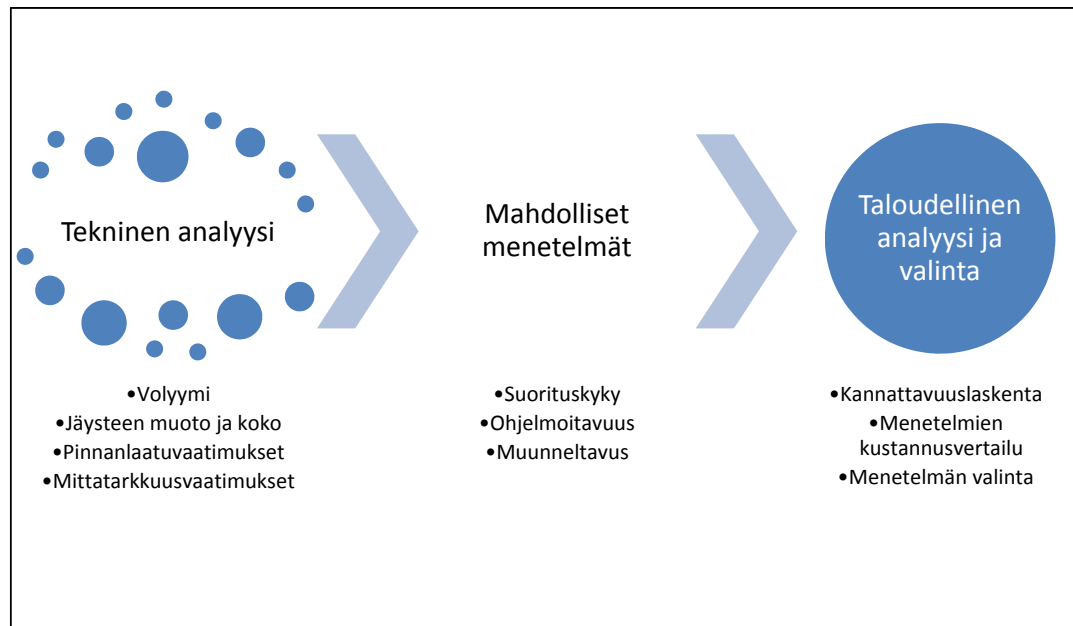 Tekninen analyysi
•Volyymi
•Jäysteen muoto ja koko
•Pinnanlaatuvaatimukset
•Mittatarkkuusvaatimukset
Mahdolliset
menetelmät
•Suorituskyky
•Ohjelmoitavuus
•Muunneltavus
Taloudellinen
analyysi ja
valinta
•Kannattavuuslaskenta
•Menetelmien
kustannusvertailu
•Menetelmän valinta